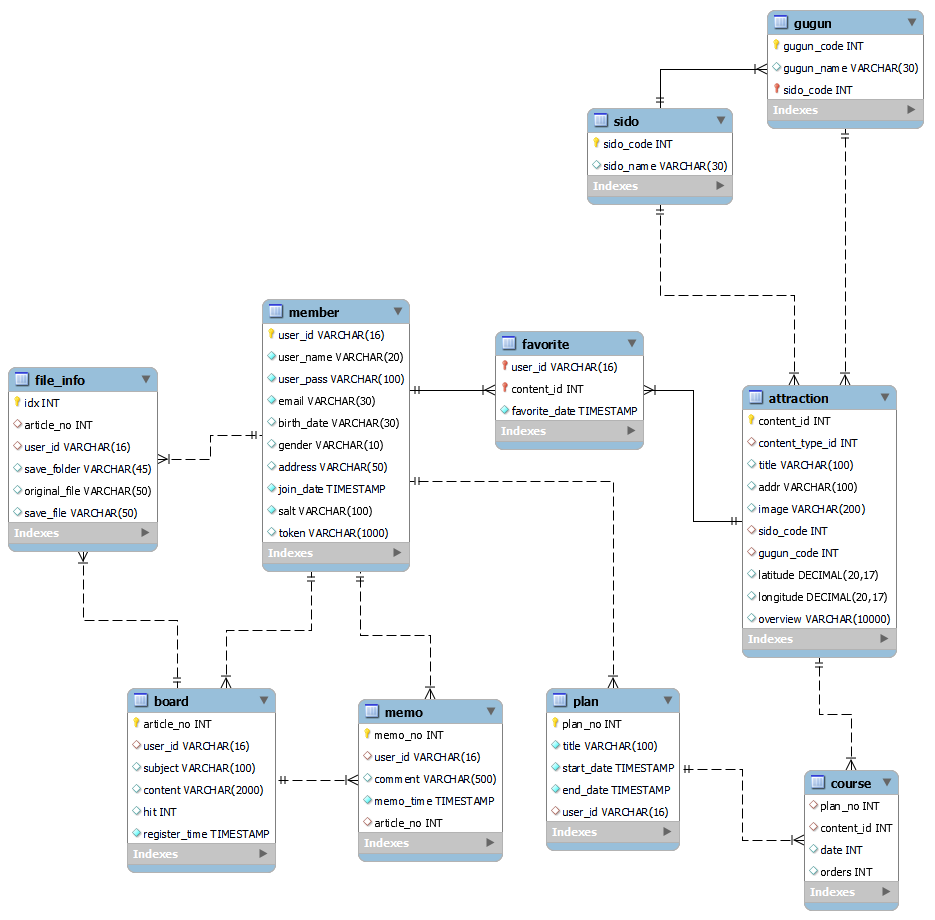 gugun
gugun_code INT
gugun_name VARCHAR(30)
sido_code INT
Indexes
sido
sido_code INT
sido_name VARCHAR(30)
Indexes
member
user_id VARCHAR(16)
user_name VARCHAR(20)
user_pass VARCHAR(100)
email VARCHAR(30)
birth_date VARCHAR(30)
gender VARCHAR(10)
address VARCHAR(50)
join_date TIMESTAMP
salt VARCHAR(100)
token VARCHAR(1000)
Indexes
favorite
user_id VARCHAR(16)
content_id INT
favorite_date TIMESTAMP
Indexes
file_info
idx INT
article_no INT
user_id VARCHAR(16)
save_folder VARCHAR(45)
original_file VARCHAR(50)
save_file VARCHAR(50)
Indexes
attraction
content_id INT
content_type_id INT
title VARCHAR(100)
addr VARCHAR(100)
image VARCHAR(200)
sido_code INT
gugun_code INT
latitude DECIMAL(20,17)
longitude DECIMAL(20,17)
overview VARCHAR(10000)
Indexes
board
article_no INT
user_id VARCHAR(16)
subject VARCHAR(100)
content VARCHAR(2000)
hit INT
register_time TIMESTAMP
Indexes
memo
memo_no INT
user_id VARCHAR(16)
comment VARCHAR(500)
memo_time TIMESTAMP
article_no INT
Indexes
plan
plan_no INT
title VARCHAR(100)
start_date TIMESTAMP
end_date TIMESTAMP
user_id VARCHAR(16)
Indexes
course
plan_no INT
content_id INT
date INT
orders INT
Indexes